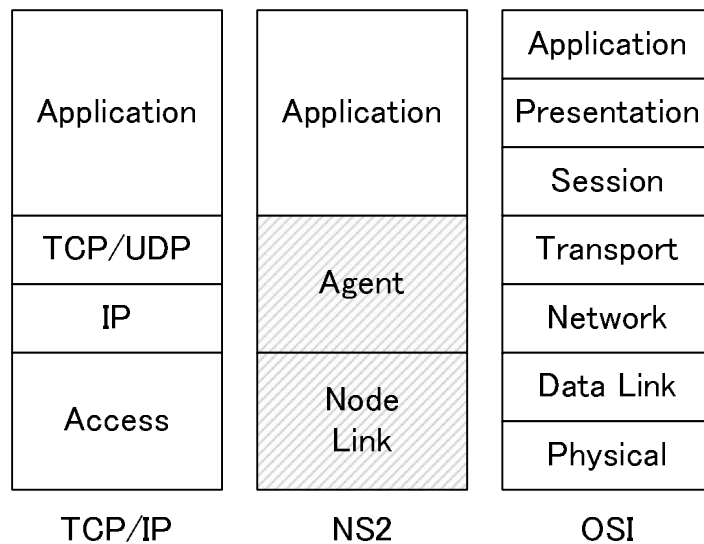 Application
TCP/UDP
IP
Access
TCP/IP
Application
Agent
Node
Link
NS2
Application
Presentation
Session
Transport
Network
Data Link
Physical
OSI